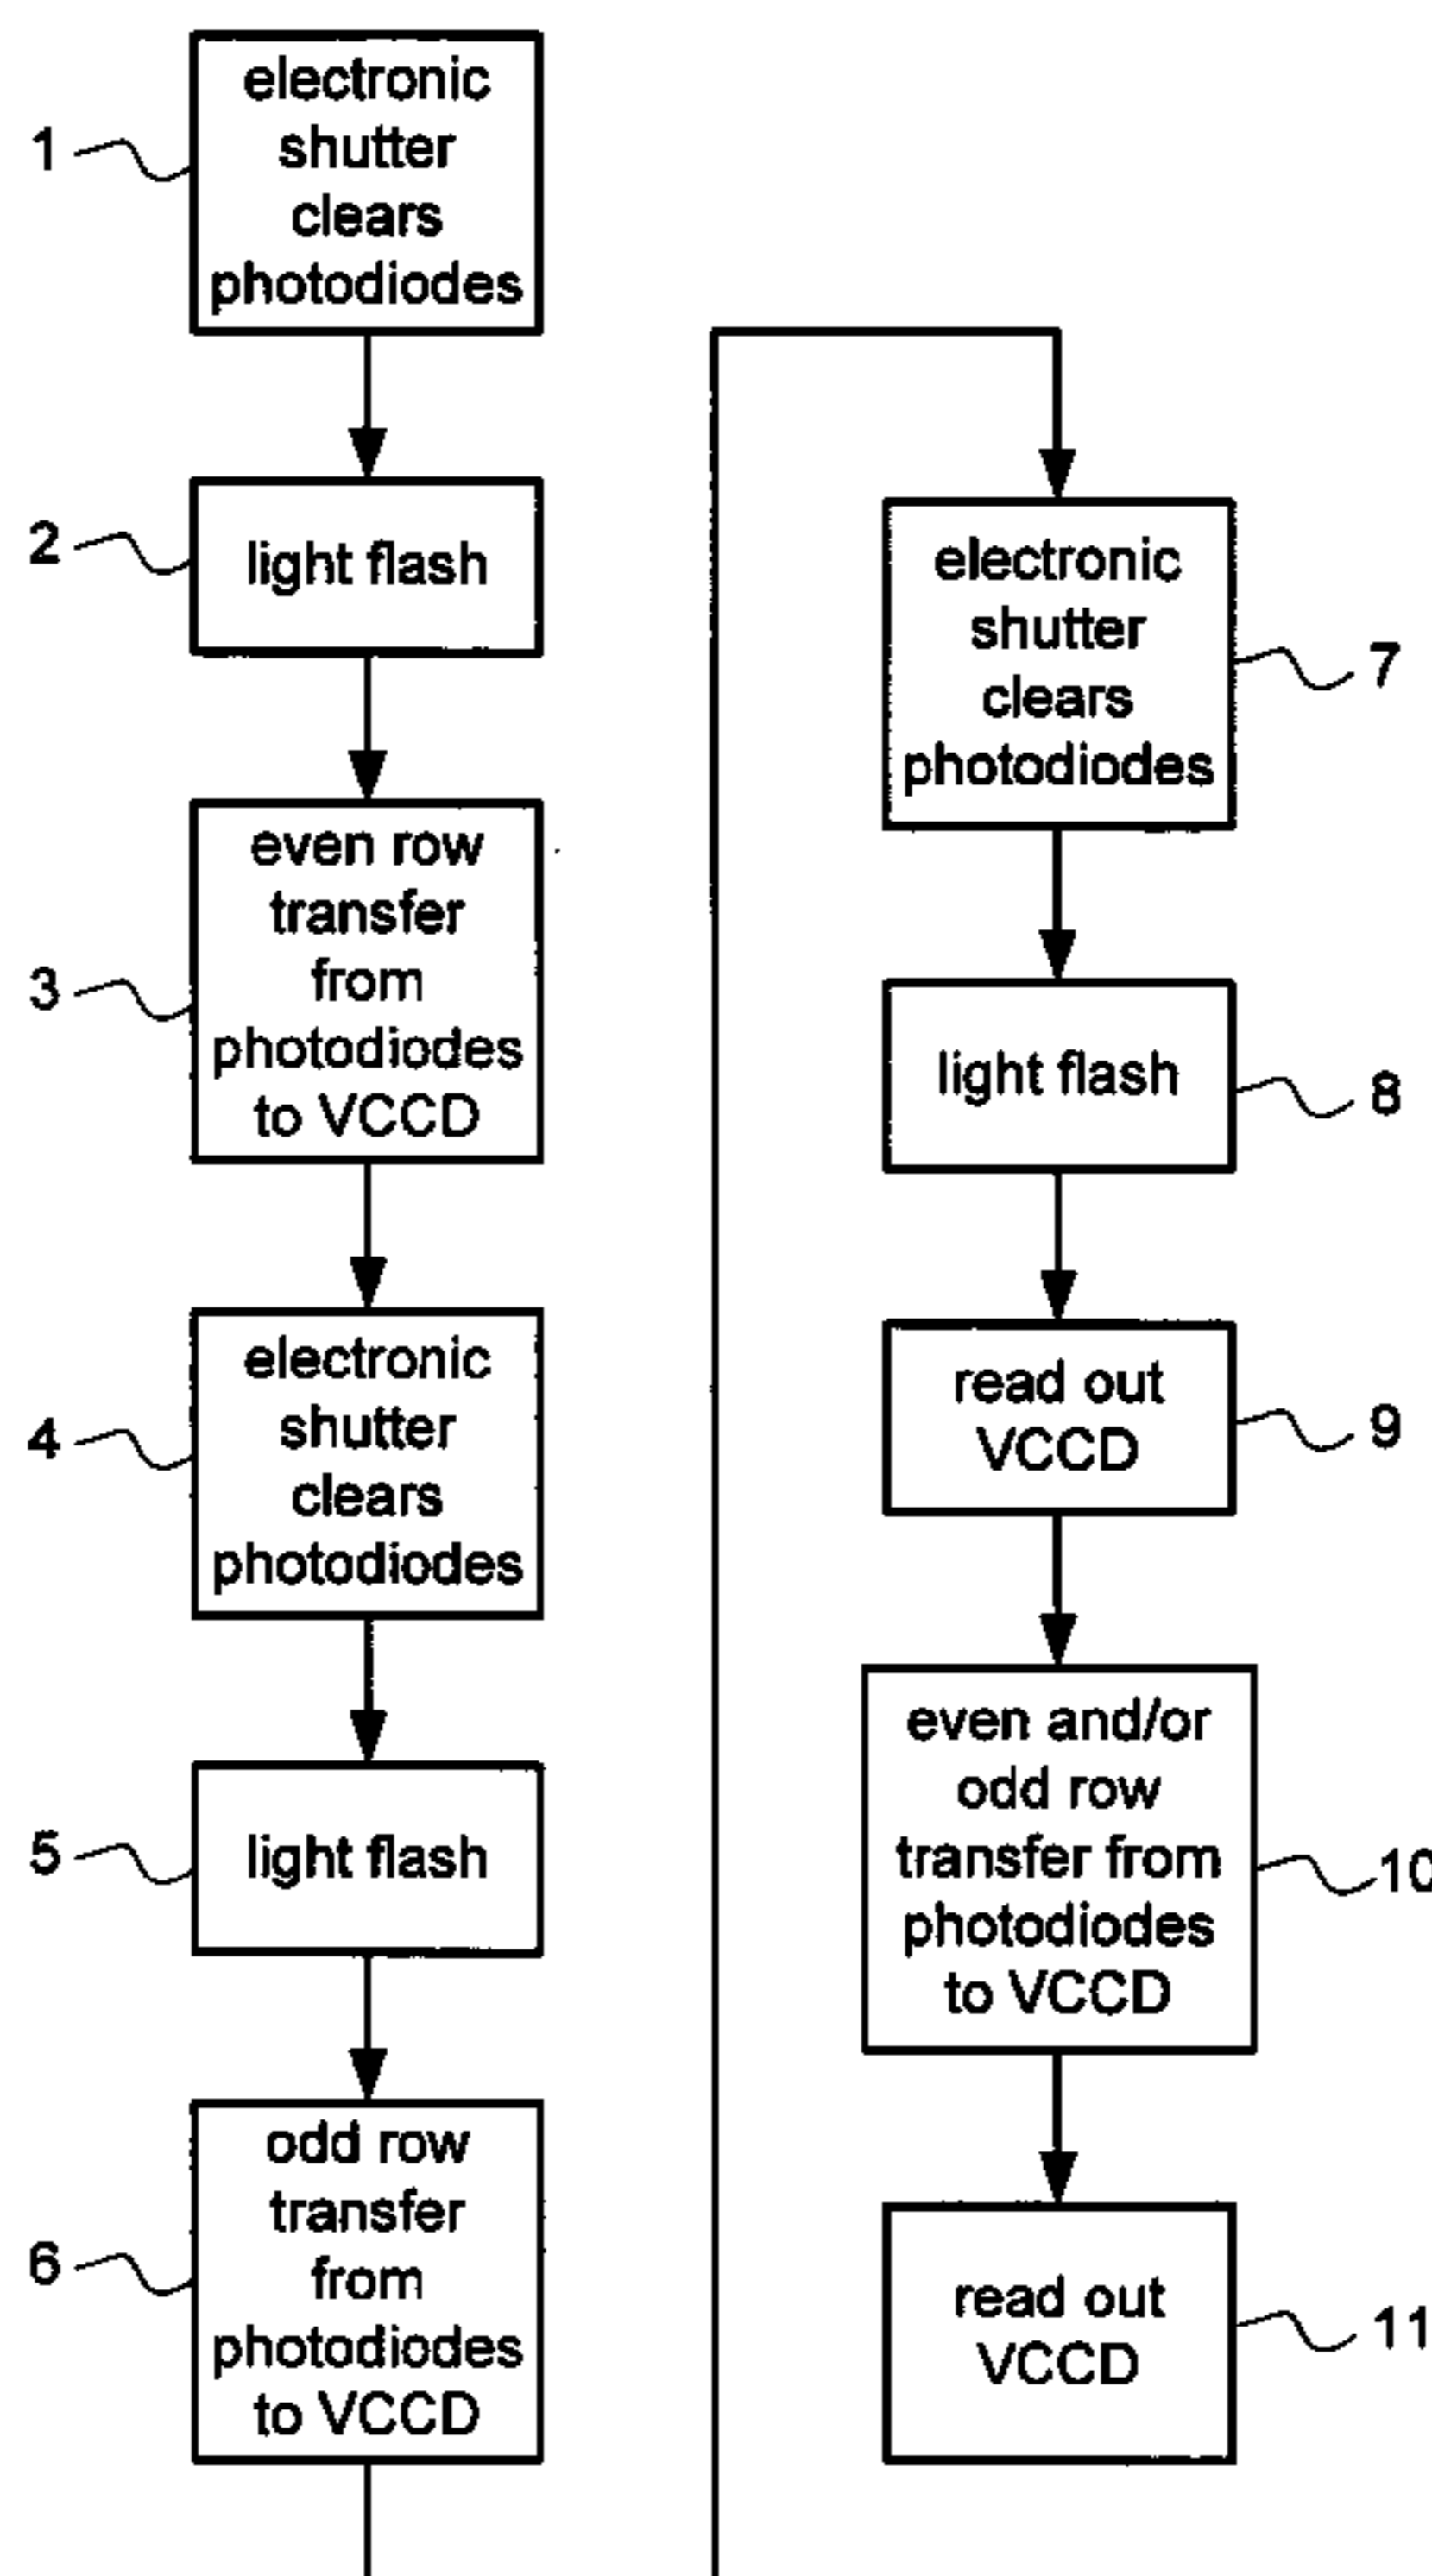 1
electronic
shutter
clears
photodiodes
2
light flash
3
even row
transfer
from
photodiodes
to VCCD
4
electronic
shutter
clears
photodiodes
5
light flash
6
odd row
transfer
from
photodiodes
to VCCD
electronic
shutter
clears
photodiodes
7
light flash
8
read out
VCCD
9
even and/or
odd row
transfer from
photodiodes
to VCCD
10
read out
VCCD
11